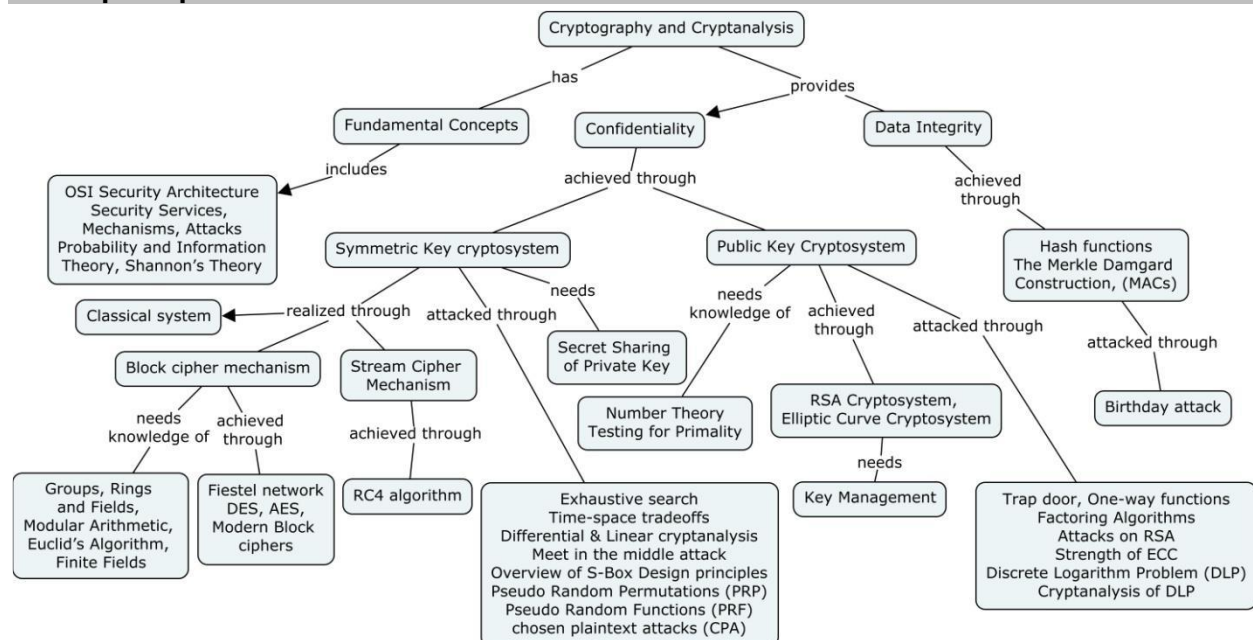 Cryptography and Cryptanalysis
has
provides
Fundamental Concepts
Confidentiality
Data Integrity
includes
achieved through
achieved
through
OSI Security Architecture
Security Services,
Mechanisms, Attacks
Probability and Information
Theory, Shannon's Theory
Symmetric Key cryptosystem
Public Key Cryptosystem
Hash functions
The Merkle Damgard
Construction, (MACs)
Classical system
realized through
attacked through
needs
needs
knowledge of
achieved
through
attacked through
attacked through
Block cipher mechanism
Stream Cipher
Mechanism
Secret Sharing
of Private Key
Number Theory
Testing for Primality
RSA Cryptosystem,
Elliptic Curve Cryptosystem
Birthday attack
needs
knowledge of
achieved
through
achieved through
needs
Groups, Rings
and Fields,
Modular Arithmetic,
Euclid's Algorithm,
Finite Fields
Fiestel network
DES, AES,
Modern Block
ciphers
RC4 algorithm
Exhaustive search
Time-space tradeoffs
Differential & Linear cryptanalysis
Meet in the middle attack
Overview of S-Box Design principles
Pseudo Random Permutations (PRP)
Pseudo Random Functions (PRF)
chosen plaintext attacks (CPA)
Key Management
Trap door, One-way functions
Factoring Algorithms
Attacks on RSA
Strength of ECC
Discrete Logarithm Problem (DLP)
Cryptanalysis of DLP